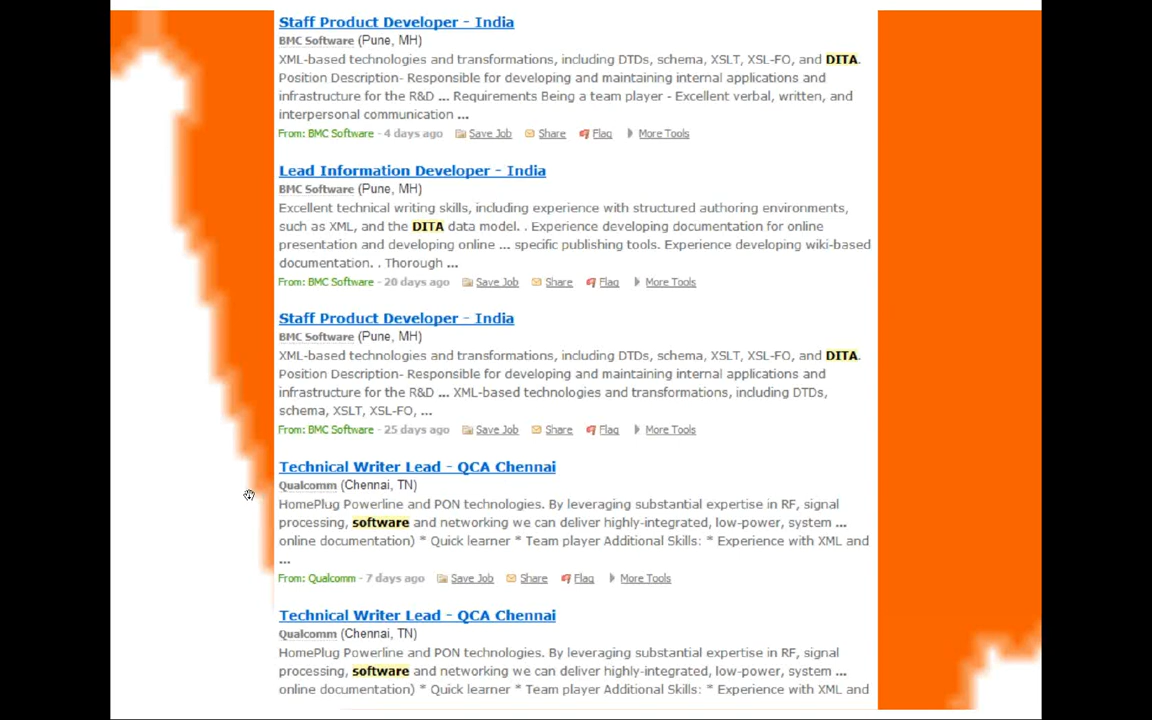 Staff Product Developer - India
BMC Software (Pune, MH)
XML-based technologies and transformations, including DTDs, schema, XSLT, XSL-FO, and DITA.
Position Description- Responsible for developing and maintaining internal applications and
infrastructure for the R&D ... Requirements Being a team player - Excellent verbal, written, and
interpersonal communication ...
From: BMC Software - 4 days ago Save Job Share Flag More Tools
Lead Information Developer - India
BMC Software (Pune, MH)
Excellent technical writing skills, including experience with structured authoring environments,
such as XML, and the DITA data model. . Experience developing documentation for online
presentation and developing online ... specific publishing tools. Experience developing wiki-based
documentation. . Thorough ...
From: BMC Software - 20 days ago Save Job Share Flag More Tools
Staff Product Developer - India
BMC Software (Pune, MH)
XML-based technologies and transformations, including DTDs, schema, XSLT, XSL-FO, and DITA.
Position Description- Responsible for developing and maintaining internal applications and
infrastructure for the R&D ... XML-based technologies and transformations, including DTDs,
schema, XSLT, XSL-FO, ...
From: BMC Software - 25 days ago Save Job Share Flag More Tools
Technical Writer Lead - QCA Chennai
Qualcomm (Chennai, TN)
HomePlug Powerline and PON technologies. By leveraging substantial expertise in RF, signal
processing, software and networking we can deliver highly-integrated, low-power, system ...
online documentation) * Quick learner * Team player Additional Skills: * Experience with XML and
...
From: Qualcomm - 7 days ago Save Job Share Flag More Tools
Technical Writer Lead - QCA Chennai
Qualcomm (Chennai, TN)
HomePlug Powerline and PON technologies. By leveraging substantial expertise in RF, signal
processing, software and networking we can deliver highly-integrated, low-power, system ...
online documentation) * Quick learner * Team player Additional Skills: * Experience with XML and